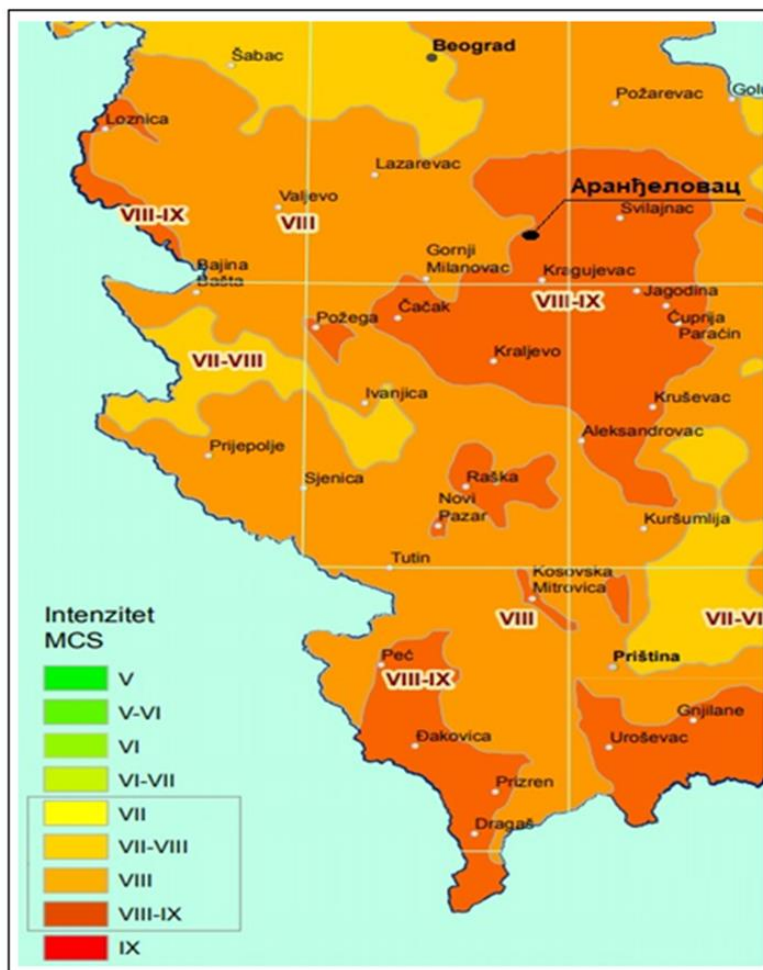 Beograd
Šabac
Požarevac
Golu
Loznica
Lazarevac
Аранђеловац
Valjevo
Svilajnac
VIII-IX
VIII
Gornji
Milanovac
Bajina
Bašta
Kragujevac
VIII-IX
Jagodina
Ćuprija
Paraćin
Čačak
Požega
VII-VIII
Kraljevo
Ivanjica
Kruševac
Aleksandrovac
Prijepolje
Sjenica
Raška
Novi
Pazar
Kuršumlija
Tutin
Kosovska
Mitrovica
VIII
VII-VI
Intenzitet
MCS
Peć
VIII-IX
Priština
V
V-VI
Gnjilane
Đakovica
Uroševac
VI
VI-VII
Prizren
VII
Dragaš
VII-VIII
VIII
VIII-IX
IX